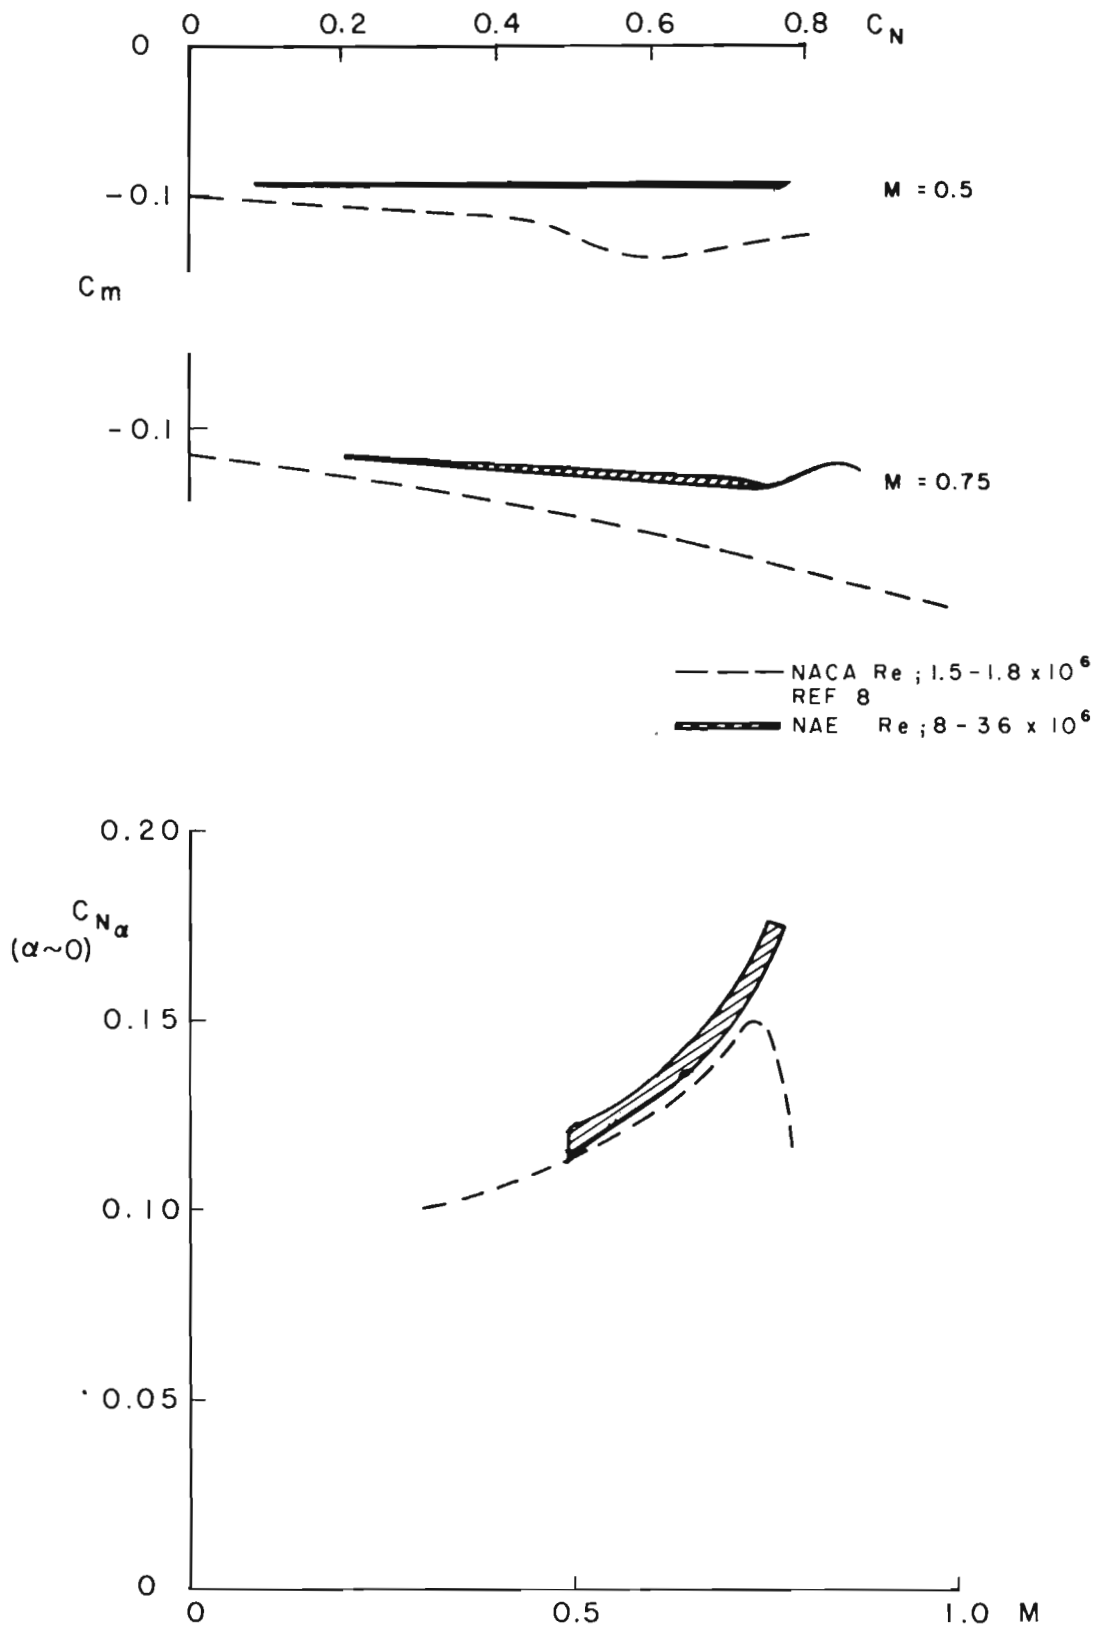 0 0.2 0.4 0.6 0.8 C_N
0
-0.1 M = 0.5
C_m
-0.1
M = 0.75
NACA Re ; 1.5 - 1.8 x 10^6
REF 8
NAE Re ; 8 - 36 x 10^6
0.20
C_Nα
(α~0)
0.15
0.10
0.05
0
0 0.5 1.0 M